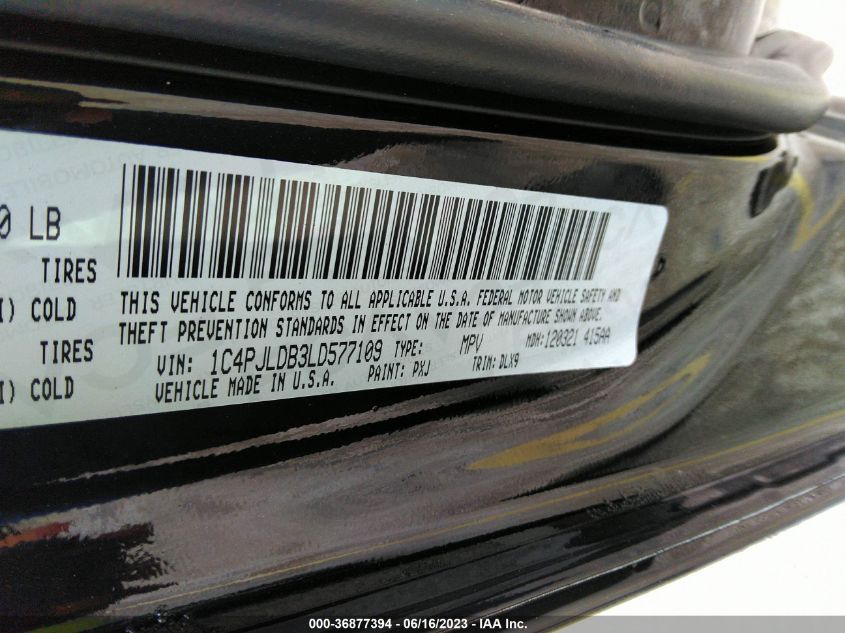 0 LB
TIRES
I) COLD
TIRES
I) COLD
THIS VEHICLE CONFORMS TO ALL APPLICABLE U.S.A. FEDERAL MOTOR VEHICLE SAFETY AND
THEFT PREVENTION STANDARDS IN EFFECT ON THE DATE OF MANUFACTURE SHOWN ABOVE.
VIN: 1C4PJLDB3LD577109 TYPE: MPV MDH:120321 415AA
VEHICLE MADE IN U.S.A. PAINT: PXJ TRIM: DLX9
000-36877394 - 06/16/2023 - IAA Inc.